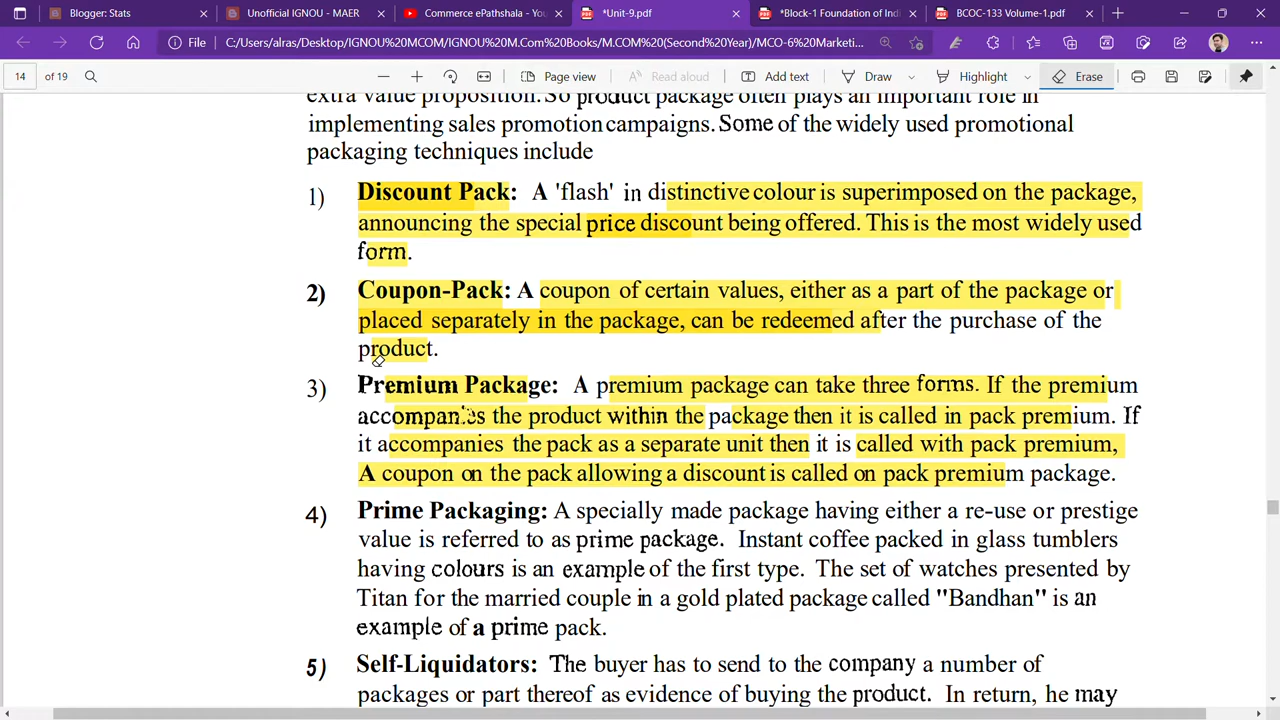 Blogger: Stats
Unofficial IGNOU - MAER
Commerce ePathshala - Yo
*Unit-9.pdf
*Block-1 Foundation of Ind
BCOC-133 Volume-1.pdf
File
C:/Users/alras/Desktop/IGNOU%20MCOM/IGNOU%20M.Com%20Books/M.COM%20(Second%20Year)/MCO-6%20Marketi...
14 of 19
Page view
Read aloud
Add text
Draw
Highlight
Erase
extra value proposition. So product package often plays an important role in
implementing sales promotion campaigns. Some of the widely used promotional
packaging techniques include
1) Discount Pack: A 'flash' in distinctive colour is superimposed on the package,
announcing the special price discount being offered. This is the most widely used
form.
2) Coupon-Pack: A coupon of certain values, either as a part of the package or
placed separately in the package, can be redeemed after the purchase of the
product.
3) Premium Package: A premium package can take three forms. If the premium
accompanies the product within the package then it is called in pack premium. If
it accompanies the pack as a separate unit then it is called with pack premium,
A coupon on the pack allowing a discount is called on pack premium package.
4) Prime Packaging: A specially made package having either a re-use or prestige
value is referred to as prime package. Instant coffee packed in glass tumblers
having colours is an example of the first type. The set of watches presented by
Titan for the married couple in a gold plated package called "Bandhan" is an
example of a prime pack.
5) Self-Liquidators: The buyer has to send to the company a number of
packages or part thereof as evidence of buying the product. In return, he may